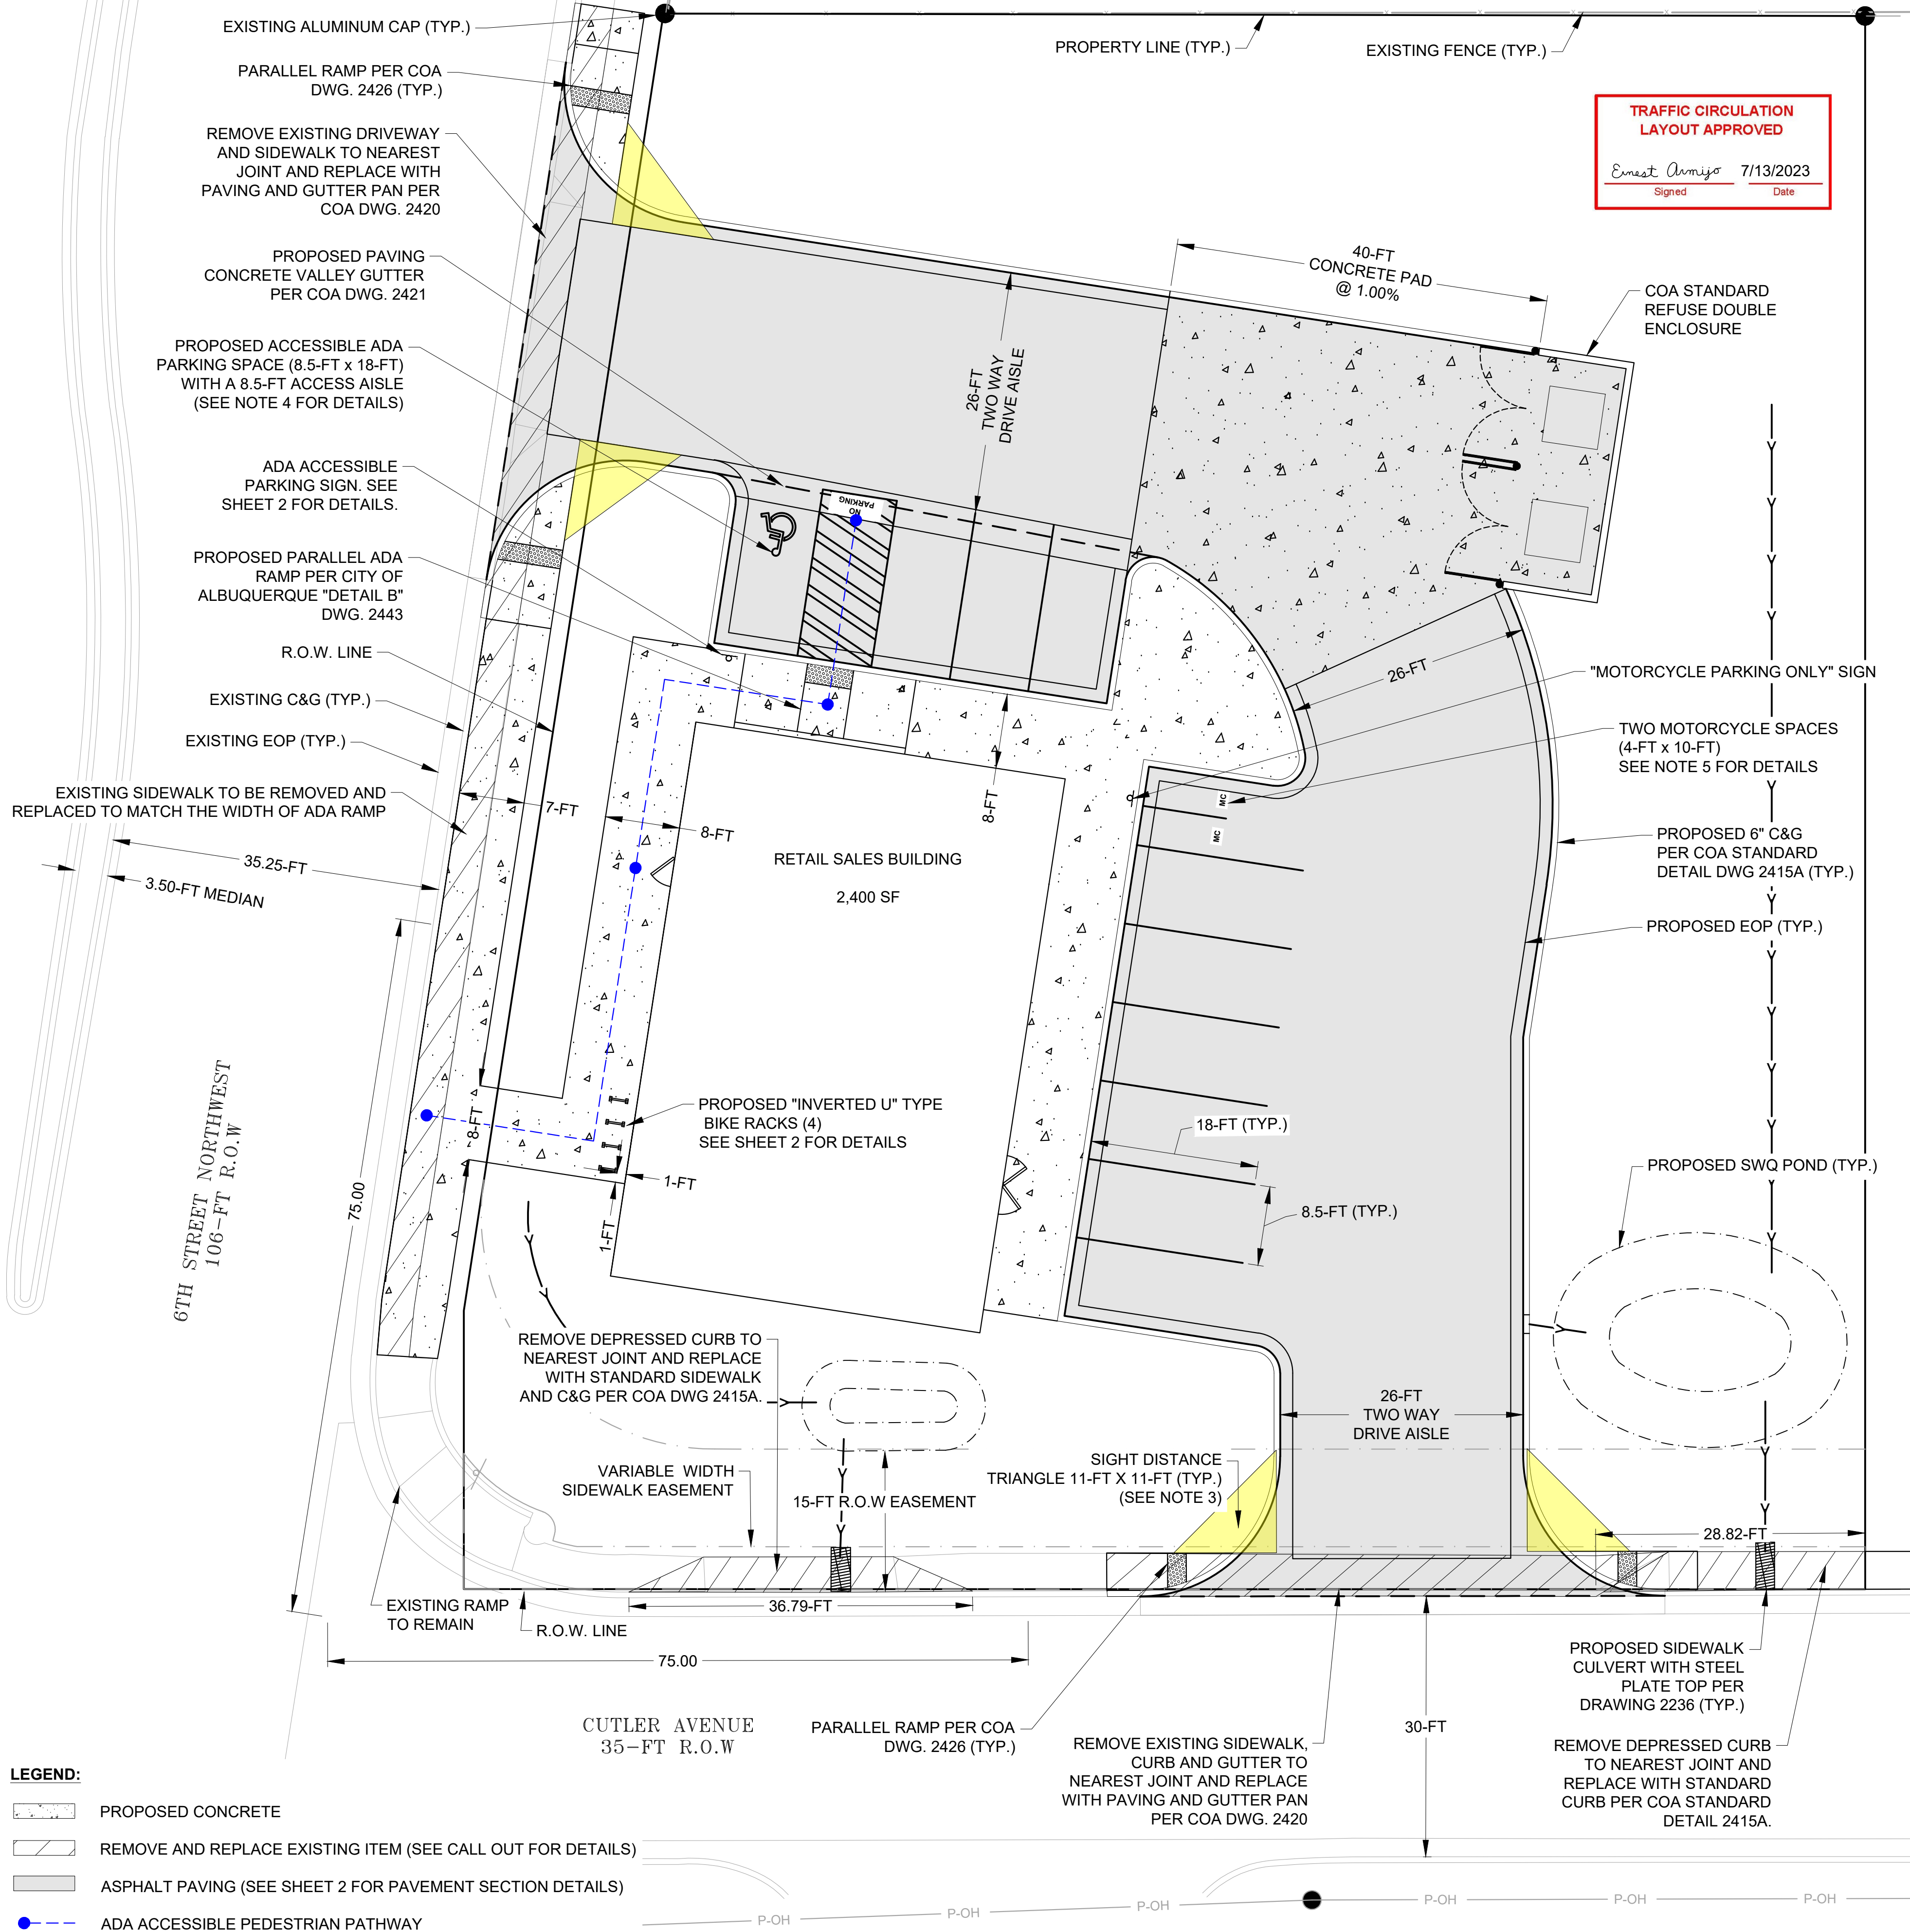 EXISTING ALUMINUM CAP (TYP.)
PROPERTY LINE (TYP.)
EXISTING FENCE (TYP.)
PARALLEL RAMP PER COA
DWG. 2426 (TYP.)
TRAFFIC CIRCULATION
LAYOUT APPROVED
Ernest Armijo 7/13/2023
Signed Date
REMOVE EXISTING DRIVEWAY
AND SIDEWALK TO NEAREST
JOINT AND REPLACE WITH
PAVING AND GUTTER PAN PER
COA DWG. 2420
PROPOSED PAVING
CONCRETE VALLEY GUTTER
PER COA DWG. 2421
40-FT
CONCRETE PAD
@ 1.00%
COA STANDARD
REFUSE DOUBLE
ENCLOSURE
PROPOSED ACCESSIBLE ADA
PARKING SPACE (8.5-FT x 18-FT)
WITH A 8.5-FT ACCESS AISLE
(SEE NOTE 4 FOR DETAILS)
26-FT
TWO WAY
DRIVE AISLE
ADA ACCESSIBLE
PARKING SIGN. SEE
SHEET 2 FOR DETAILS.
NO
PARKING
PROPOSED PARALLEL ADA
RAMP PER CITY OF
ALBUQUERQUE "DETAIL B"
DWG. 2443
R.O.W. LINE
26-FT
"MOTORCYCLE PARKING ONLY" SIGN
EXISTING C&G (TYP.)
TWO MOTORCYCLE SPACES
(4-FT x 10-FT)
SEE NOTE 5 FOR DETAILS
EXISTING EOP (TYP.)
EXISTING SIDEWALK TO BE REMOVED AND
REPLACED TO MATCH THE WIDTH OF ADA RAMP
7-FT
8-FT
8-FT
MC
MC
35.25-FT
3.50-FT MEDIAN
RETAIL SALES BUILDING
2,400 SF
PROPOSED 6" C&G
PER COA STANDARD
DETAIL DWG 2415A (TYP.)
PROPOSED EOP (TYP.)
6TH STREET NORTHWEST
106-FT R.O.W
75.00
8-FT
PROPOSED "INVERTED U" TYPE
BIKE RACKS (4)
SEE SHEET 2 FOR DETAILS
1-FT
1-FT
18-FT (TYP.)
8.5-FT (TYP.)
PROPOSED SWQ POND (TYP.)
REMOVE DEPRESSED CURB TO
NEAREST JOINT AND REPLACE
WITH STANDARD SIDEWALK
AND C&G PER COA DWG 2415A.
26-FT
TWO WAY
DRIVE AISLE
VARIABLE WIDTH
SIDEWALK EASEMENT
15-FT R.O.W EASEMENT
SIGHT DISTANCE
TRIANGLE 11-FT X 11-FT (TYP.)
(SEE NOTE 3)
28.82-FT
EXISTING RAMP
TO REMAIN
R.O.W. LINE
36.79-FT
75.00
CUTLER AVENUE
35-FT R.O.W
PARALLEL RAMP PER COA
DWG. 2426 (TYP.)
REMOVE EXISTING SIDEWALK,
CURB AND GUTTER TO
NEAREST JOINT AND REPLACE
WITH PAVING AND GUTTER PAN
PER COA DWG. 2420
30-FT
PROPOSED SIDEWALK
CULVERT WITH STEEL
PLATE TOP PER
DRAWING 2236 (TYP.)
REMOVE DEPRESSED CURB
TO NEAREST JOINT AND
REPLACE WITH STANDARD
CURB PER COA STANDARD
DETAIL 2415A.
LEGEND:
PROPOSED CONCRETE
REMOVE AND REPLACE EXISTING ITEM (SEE CALL OUT FOR DETAILS)
ASPHALT PAVING (SEE SHEET 2 FOR PAVEMENT SECTION DETAILS)
ADA ACCESSIBLE PEDESTRIAN PATHWAY
P-OH
P-OH
P-OH
P-OH
P-OH
P-OH